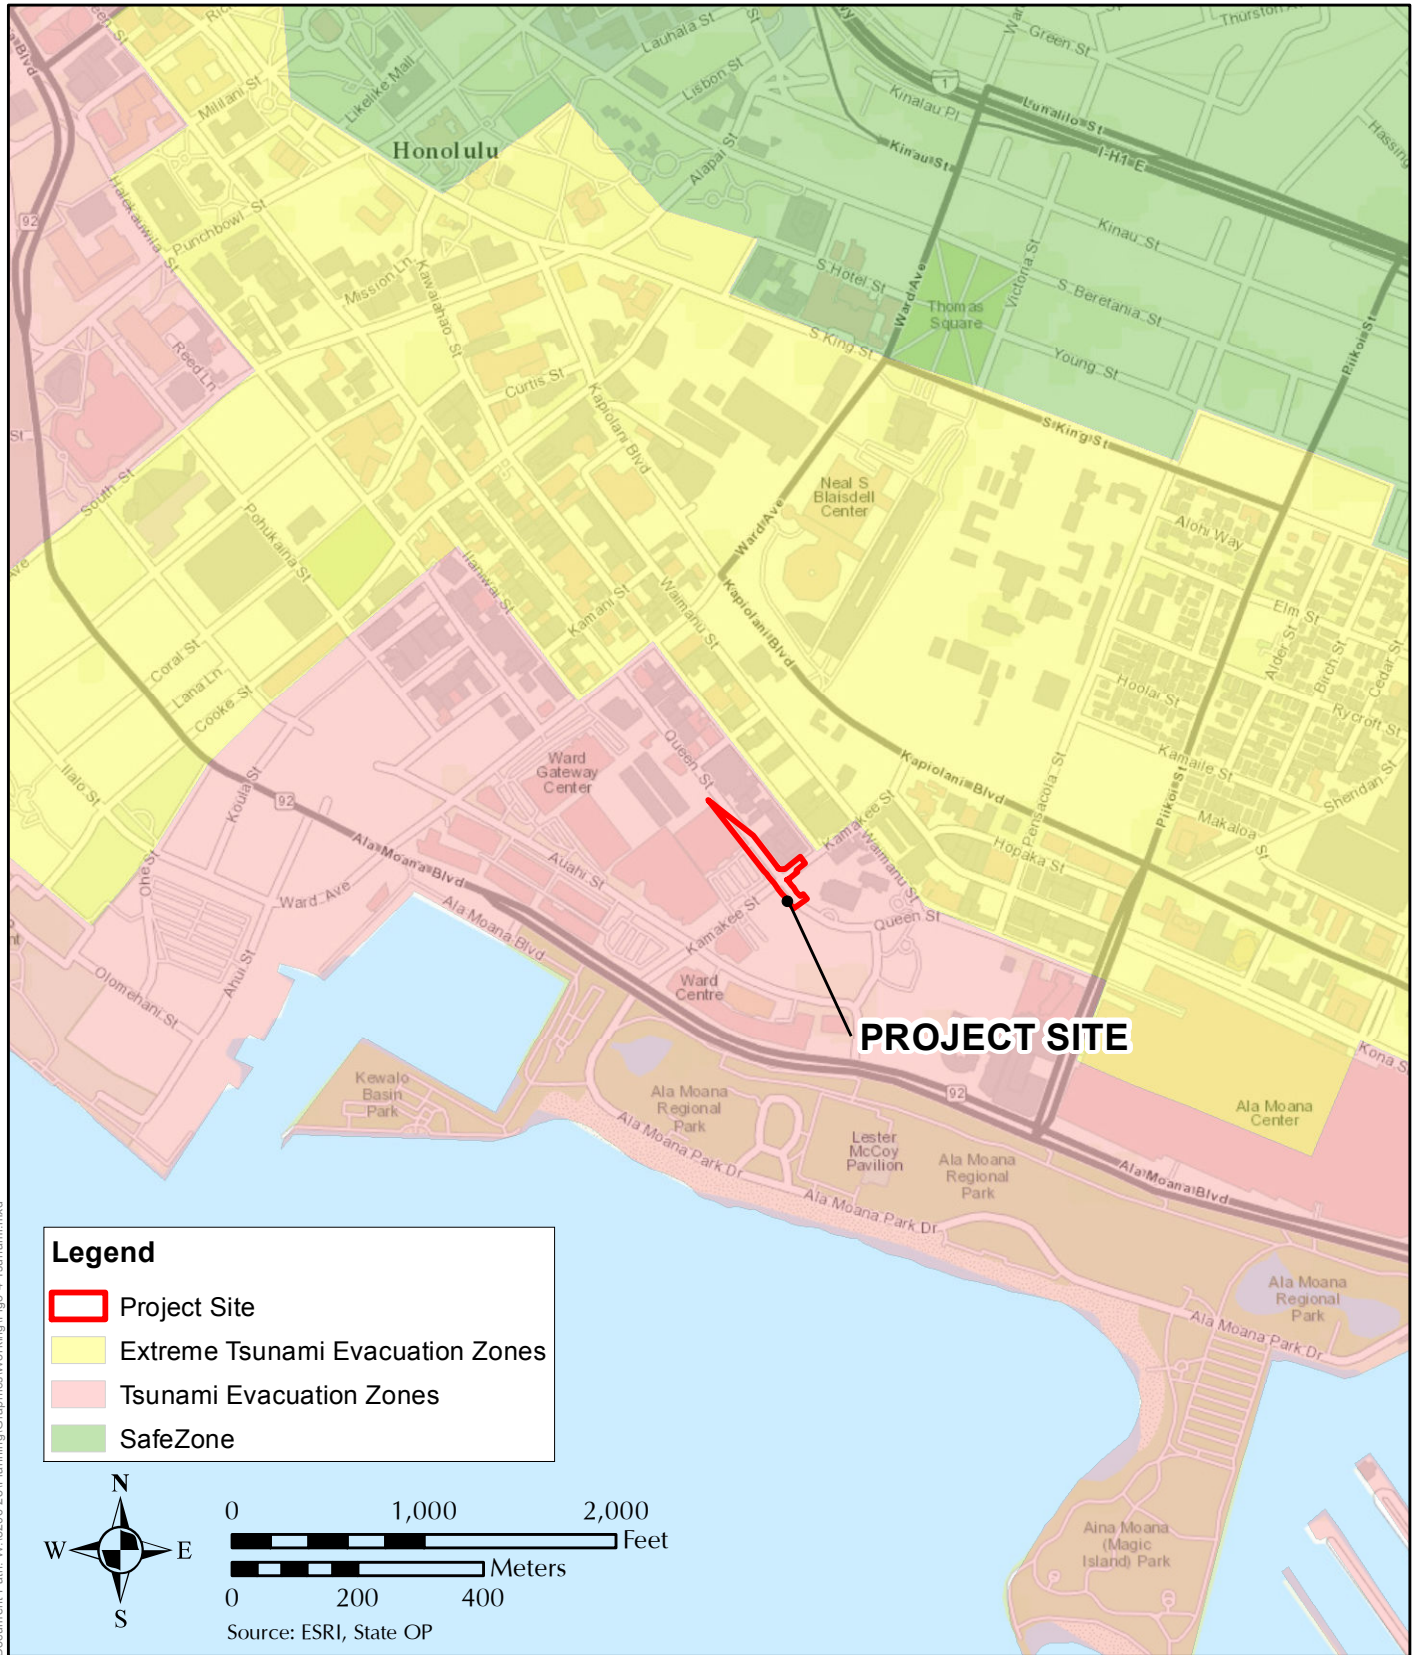 Lauhala St
Green St
Thurston
Mililani St
Likelike Mall
Lisbon St
Kinalau Pl
1
Lunalilo St
I-H1 E
Hassing
Honolulu
Alapai St
Kinau St
92
Halekauwila St
Punchbowl St
Mission Ln
Kawaiahao St
S Hotel St
Ward Ave
Thomas
Square
Victoria St
Kinau St
S Beretania St
Young St
Piikoi St
S King St
Reed Ln
Curtis St
Kapiolani Blvd
S King St
South St
Pohukaina St
Neal S
Blaisdell
Center
Ward Ave
Alohi Way
Ilaniwai St
Kamani St
Waimanu St
Kapiolani Blvd
Elm St
Alder St
Birch St
Cedar St
Coral St
Lana Ln
Cooke St
Hoolai St
Rycroft St
Ilalo St
Koula St
Ward
Gateway
Center
Queen St
Kapiolani Blvd
Pensacola St
Kamaile St
Piikoi St
Sheridan St
92
Ala Moana Blvd
Kamakee St
Waimanu St
Hopaka St
Makaloa St
Ohe St
Ward Ave
Auahi St
Ala Moana Blvd
Kamakee St
Queen St
Olomehani St
Ahui St
Ward
Centre
PROJECT SITE
Kona S
Kewalo
Basin
Park
Ala Moana
Regional
Park
92
Ala Moana
Center
Ala Moana Park Dr
Lester
McCoy
Pavilion
Ala Moana
Regional
Park
Ala Moana Blvd
Ala Moana Park Dr
Ala Moana
Regional
Park
Ala Moana Park Dr
Legend
Project Site
Extreme Tsunami Evacuation Zones
Tsunami Evacuation Zones
SafeZone
N
W E
S
0 1,000 2,000
Feet
Meters
0 200 400
Source: ESRI, State OP
Aina Moana
(Magic
Island) Park